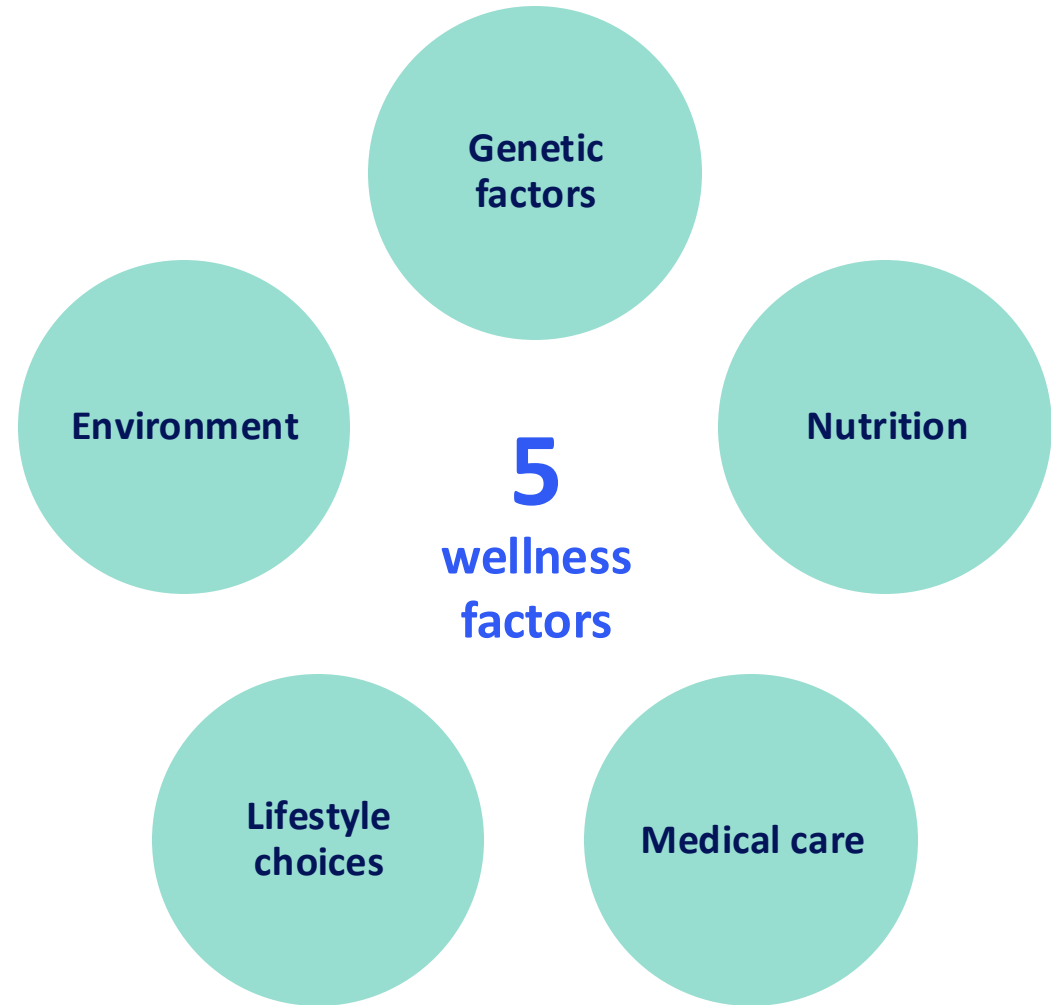 Genetic
factors
Environment
Nutrition
5
wellness
factors
Lifestyle
choices
Medical care